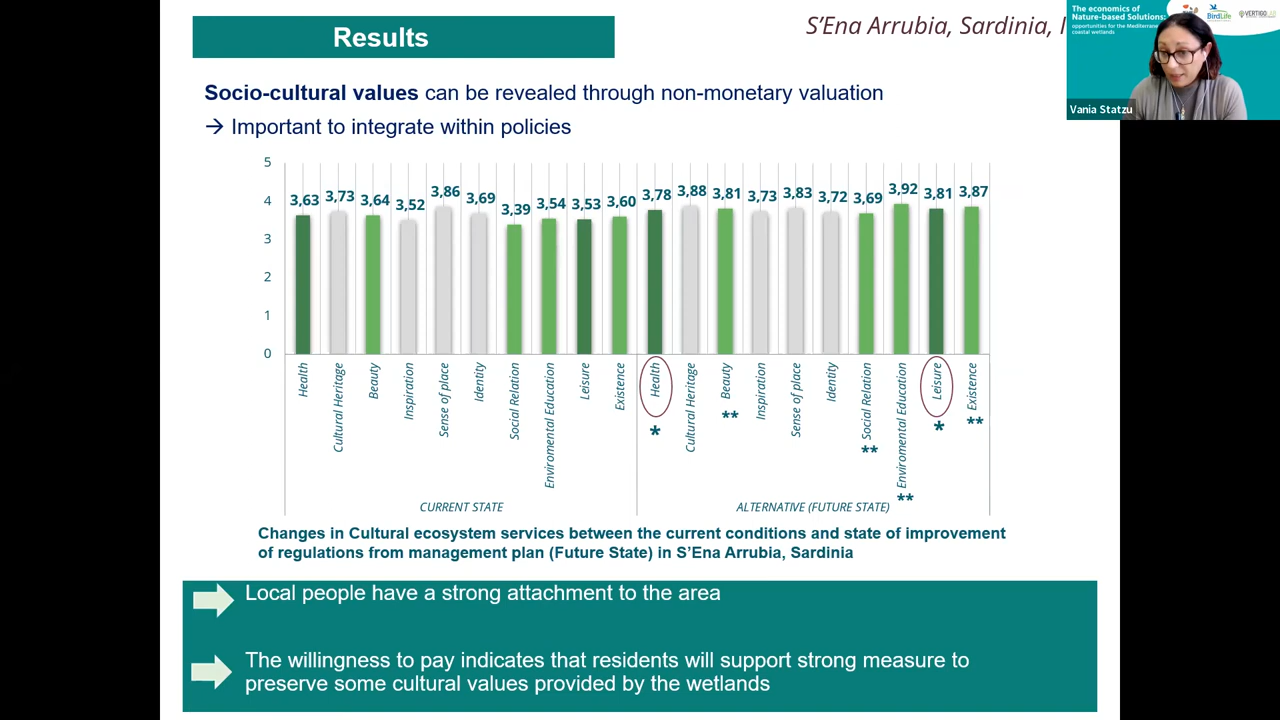 Results
S'Ena Arrubia, Sardinia,
The economics of
Nature-based Solutions:
opportunities for the Mediterranean
coastal wetlands
BirdLife
VERTIGOLAB
Vania Statzu
Socio-cultural values can be revealed through non-monetary valuation
→ Important to integrate within policies
5
4
3
2
1
0
3,63 3,73 3,64 3,52 3,86 3,69 3,39 3,54 3,53 3,60 3,78 3,88 3,81 3,73 3,83 3,72 3,69 3,92 3,81 3,87
Health
Cultural Heritage
Beauty
Inspiration
Sense of place
Identity
Social Relation
Enviromental Education
Leisure
Existence
Health
*
Cultural Heritage
Beauty
**
Inspiration
Sense of place
Identity
Social Relation
**
Enviromental Education
**
Leisure
*
Existence
**
CURRENT STATE
ALTERNATIVE (FUTURE STATE)
Changes in Cultural ecosystem services between the current conditions and state of improvement
of regulations from management plan (Future State) in S'Ena Arrubia, Sardinia
Local people have a strong attachment to the area
The willingness to pay indicates that residents will support strong measure to
preserve some cultural values provided by the wetlands